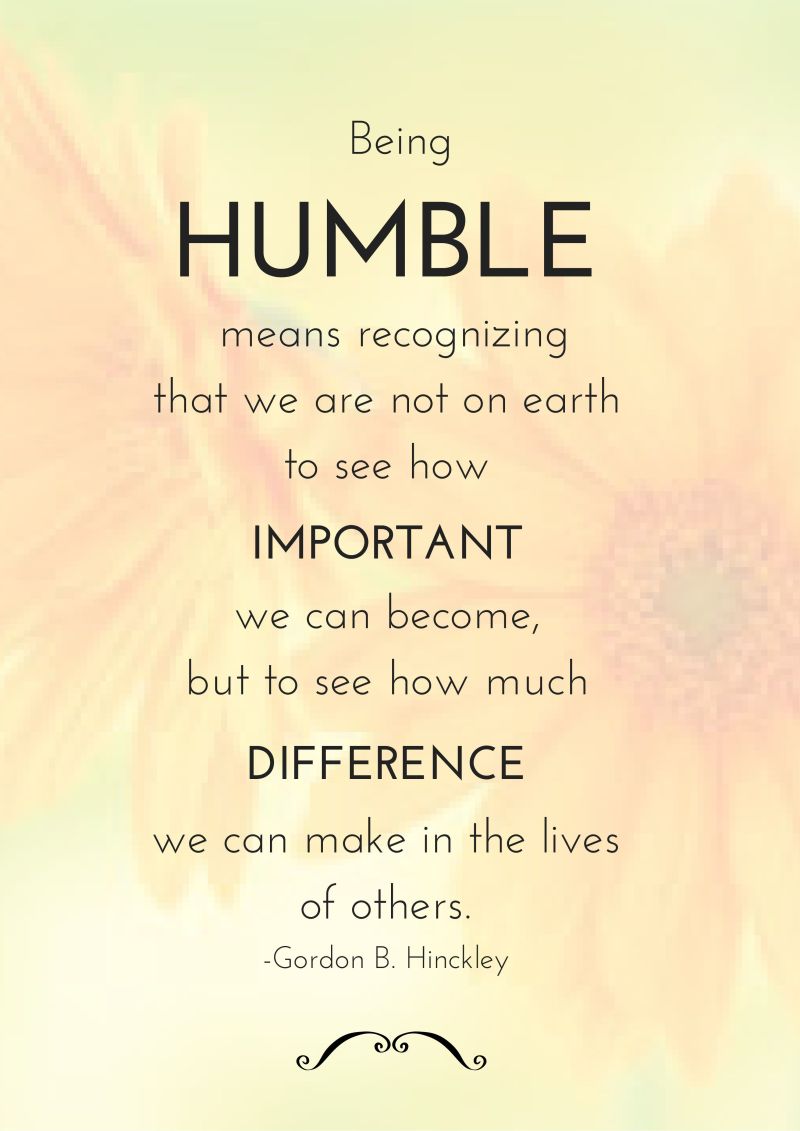 Being
HUMBLE
means recognizing
that we are not on earth
to see how
IMPORTANT
we can become,
but to see how much
DIFFERENCE
we can make in the lives
of others.
-Gordon B. Hinckley